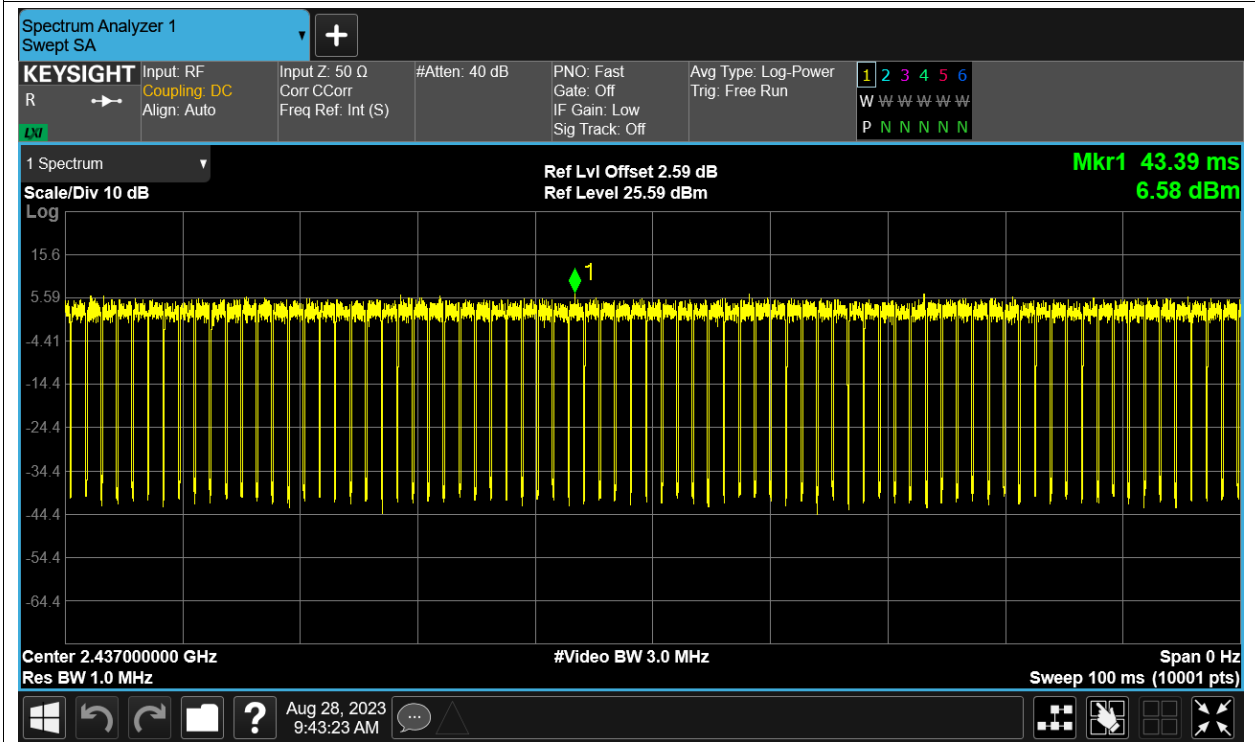 Spectrum Analyzer 1
Swept SA
KEYSIGHT
R
LXI
Input: RF
Coupling: DC
Align: Auto
Input Z: 50 Ω
Corr CCorr
Freq Ref: Int (S)
#Atten: 40 dB
PNO: Fast
Gate: Off
IF Gain: Low
Sig Track: Off
Avg Type: Log-Power
Trig: Free Run
1 2 3 4 5 6
W W W W W W
P N N N N N
1 Spectrum
Scale/Div 10 dB
Log
Ref Lvl Offset 2.59 dB
Ref Level 25.59 dBm
Mkr1 43.39 ms
6.58 dBm
15.6
1
5.59
-4.41
-14.4
-24.4
-34.4
-44.4
-54.4
-64.4
Center 2.437000000 GHz
Res BW 1.0 MHz
#Video BW 3.0 MHz
Span 0 Hz
Sweep 100 ms (10001 pts)
?
Aug 28, 2023
9:43:23 AM